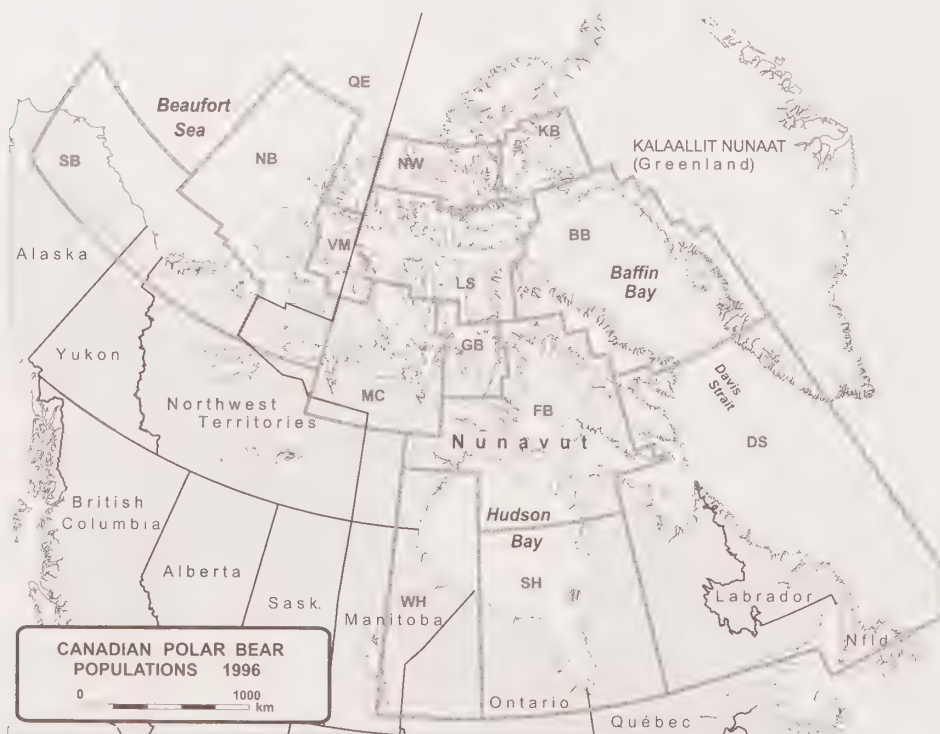 QE
Beaufort
Sea
KB
KALAALLIT NUNAAT
(Greenland)
SB
NB
NW
VM
BB
Alaska
LS
Baffin
Bay
GB
Yukon
Davis
Strait
MC
Northwest
Territories
FB
Nunavut
DS
British
Columbia
Hudson
Bay
Alberta
SH
Sask.
WH
Manitoba
Labrador
Nfld
CANADIAN POLAR BEAR
POPULATIONS 1996
0 1000
km
Ontario
Québec